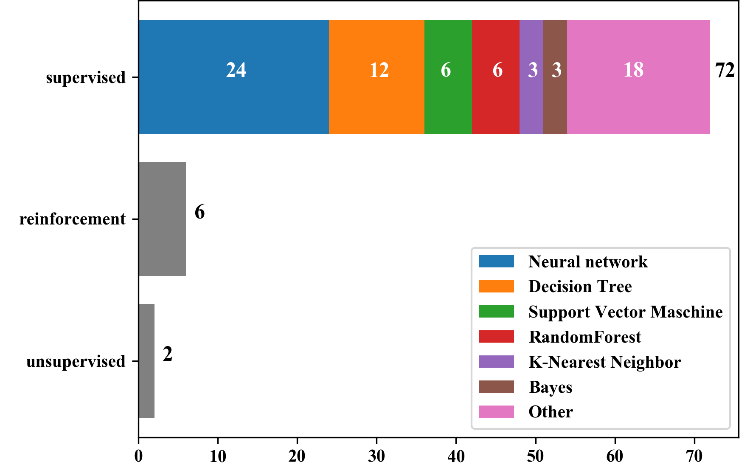 supervised
24 12 6 6 3 3 18 72
reinforcement
6
unsupervised
2
Neural network
Decision Tree
Support Vector Maschine
RandomForest
K-Nearest Neighbor
Bayes
Other
0 10 20 30 40 50 60 70